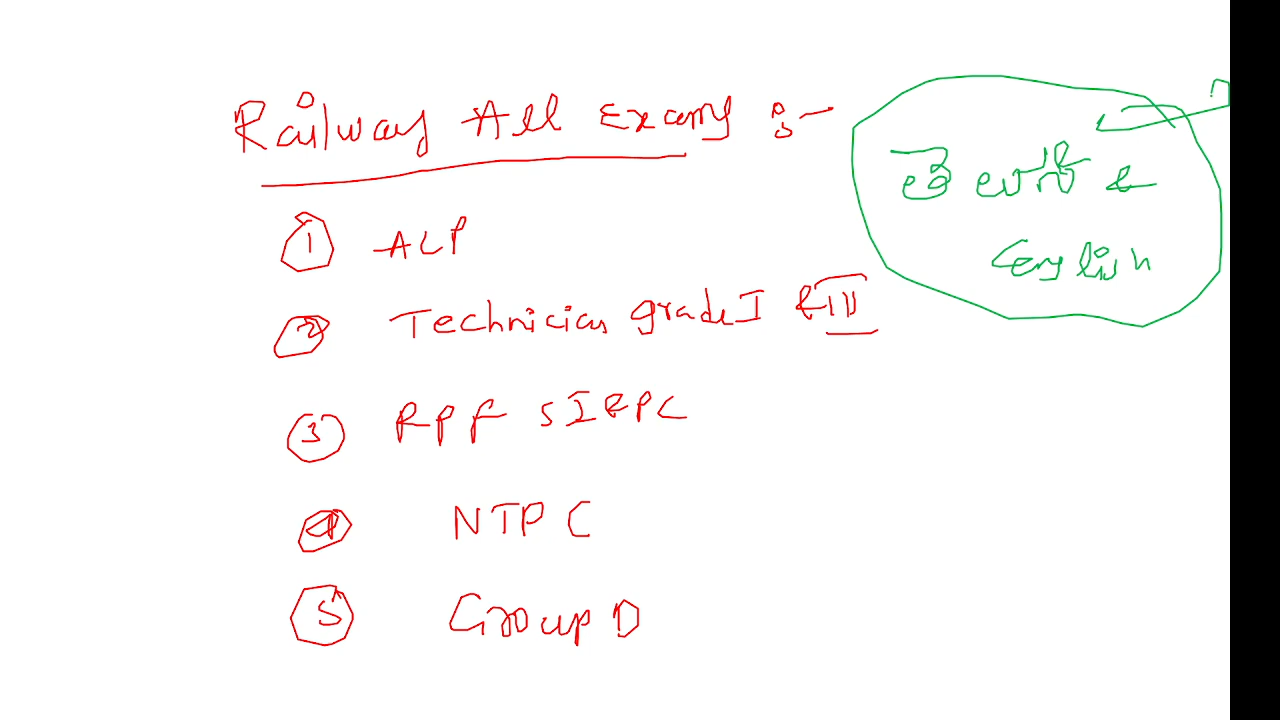 Railway All Exams :-
① ALP
② Technician grade I & III
③ RPF SI & PC
④ NTPC
⑤ Group D
&
English